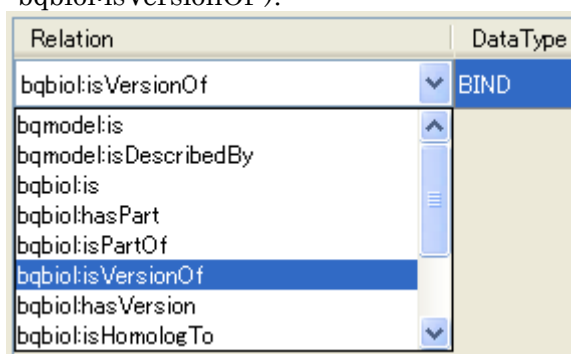 bqbiol:isVersionOf ).
Relation DataType
bqbiol:isVersionOf BIND
bqmodel:is
bqmodel:isDescribedBy
bqbiol:is
bqbiol:hasPart
bqbiol:isPartOf
bqbiol:isVersionOf
bqbiol:hasVersion
bqbiol:isHomologTo